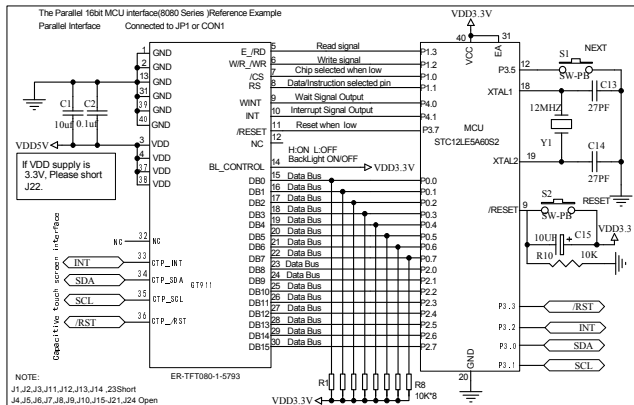 The Parallel 16bit MCU interface(8080 Series )Reference Example
Parallel Interface Connected to JP1 or CON1
1 GND
2 GND
13 GND
31 GND
39 GND
40 GND
C1 C2
10uf 0.1uf
VDD5V
3 VDD
4 VDD
37 VDD
38 VDD
If VDD supply is
3.3V, Please short
J22.
Capacitive touch screen interface
NC 32 NC
INT 33 CTP_INT
SDA 34 CTP_SDA
SCL 35 CTP_SCL
/RST 36 CTP_/RST
GT911
E_/RD 5 Read signal P1.3
W/R_/WR 6 Write signal P1.2
/CS 7 Chip selected when low P1.0
RS 8 Data/Instruction selected pin P1.1
WINT 9 Wait Signal Output P4.0
INT 10 Interrupt Signal Output P4.1
/RESET 11 Reset when low P3.7
NC 12
H:ON L:OFF
BL_CONTROL 14 BackLight ON/OFF VDD3.3V
DB0 15 Data Bus P0.0
DB1 16 Data Bus P0.1
DB2 17 Data Bus P0.2
DB3 18 Data Bus P0.3
DB4 19 Data Bus P0.4
DB5 20 Data Bus P0.5
DB6 21 Data Bus P0.6
DB7 22 Data Bus P0.7
DB8 23 Data Bus P2.0
DB9 24 Data Bus P2.1
DB10 25 Data Bus P2.2
DB11 26 Data Bus P2.3
DB12 27 Data Bus P2.4
DB13 28 Data Bus P2.5
DB14 29 Data Bus P2.6
DB15 30 Data Bus P2.7
ER-TFT080-1-5793
R1 R8
10K*8
VDD3.3V
VDD3.3V
40 VCC
31 EA
MCU
STC12LE5A60S2
P3.5 12
S1 NEXT
SW-PB
XTAL1 18
C13
27PF
12MHZ
Y1
XTAL2 19
C14
27PF
S2 RESET
SW-PB
/RESET 9
VDD3.3
10UF + C15
R10 10K
P3.3 /RST
P3.2 INT
P3.0 SDA
P3.1 SCL
GND
20
NOTE:
J1,J2,J3,J11,J12,J13,J14 ,23Short
J4,J5,J6,J7,J8,J9,J10,J15-J21,J24 Open